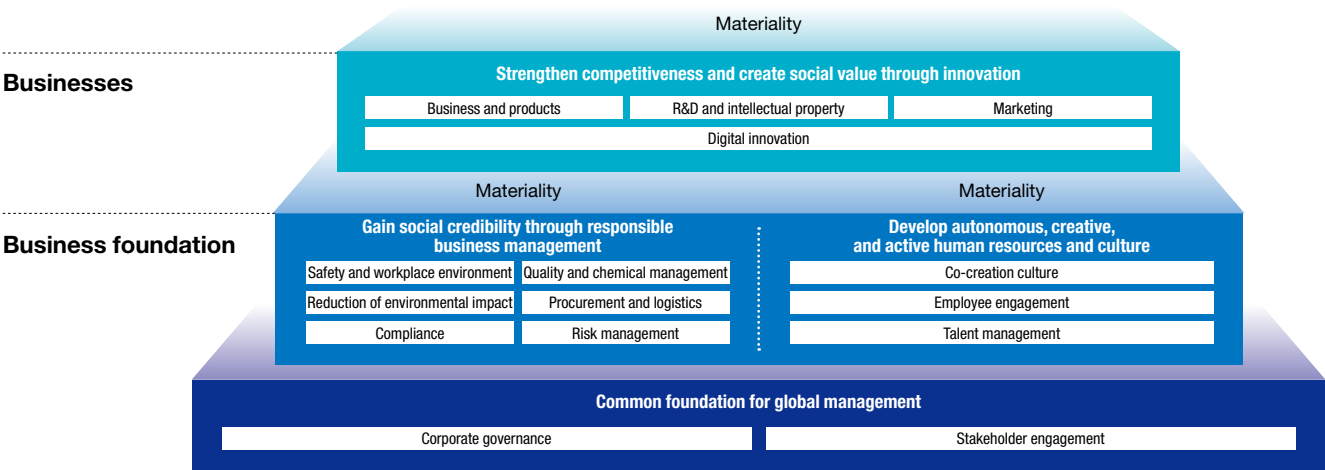 Materiality
Businesses
Strengthen competitiveness and create social value through innovation
Business and products
R&D and intellectual property
Marketing
Digital innovation
Materiality
Materiality
Business foundation
Gain social credibility through responsible
business management
Safety and workplace environment
Quality and chemical management
Reduction of environmental impact
Procurement and logistics
Compliance
Risk management
Develop autonomous, creative,
and active human resources and culture
Co-creation culture
Employee engagement
Talent management
Common foundation for global management
Corporate governance
Stakeholder engagement